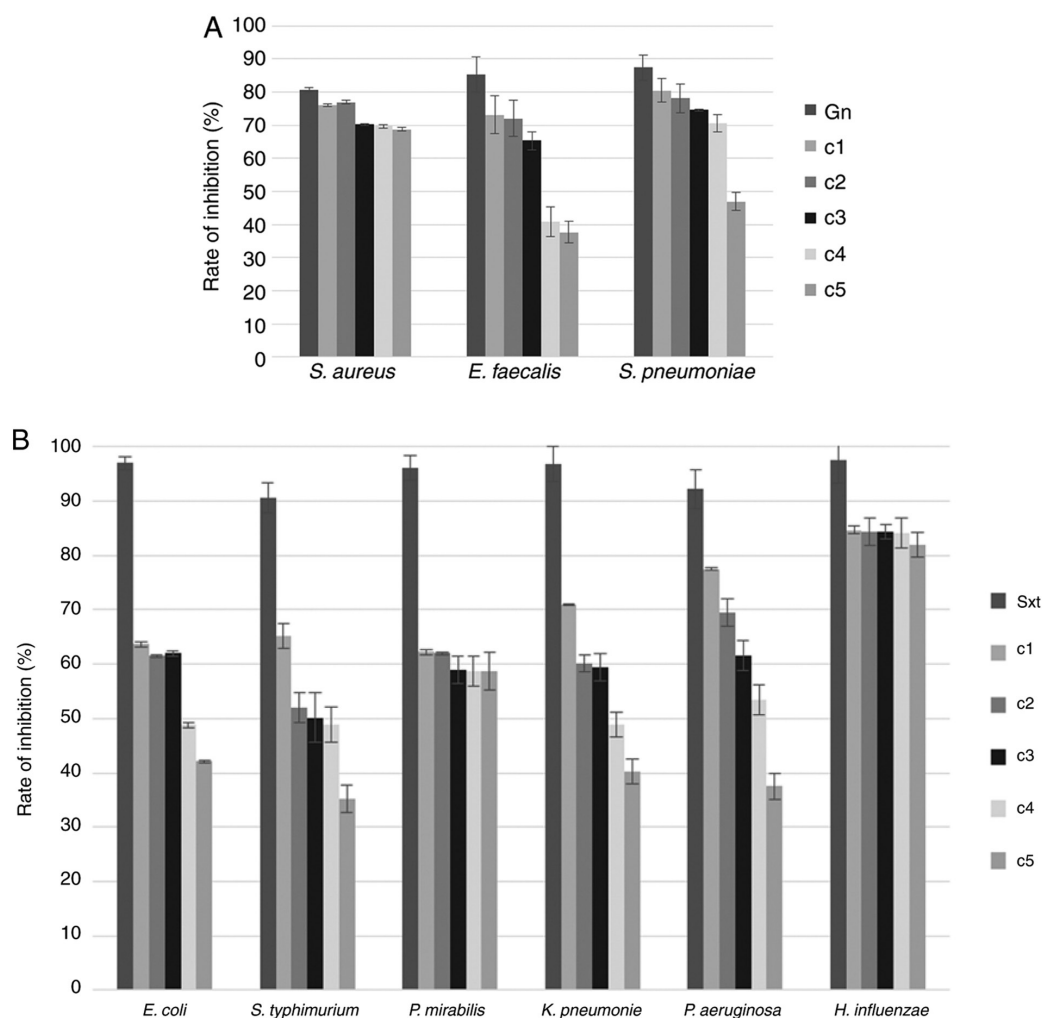 A
100
90
80
70
60
50
40
30
20
10
0
Rate of inhibition (%)
S. aureus
E. faecalis
S. pneumoniae
Gn
c1
c2
c3
c4
c5
B
100
90
80
70
60
50
40
30
20
10
0
Rate of inhibition (%)
E. coli
S. typhimurium
P. mirabilis
K. pneumonie
P. aeruginosa
H. influenzae
Sxt
c1
c2
c3
c4
c5